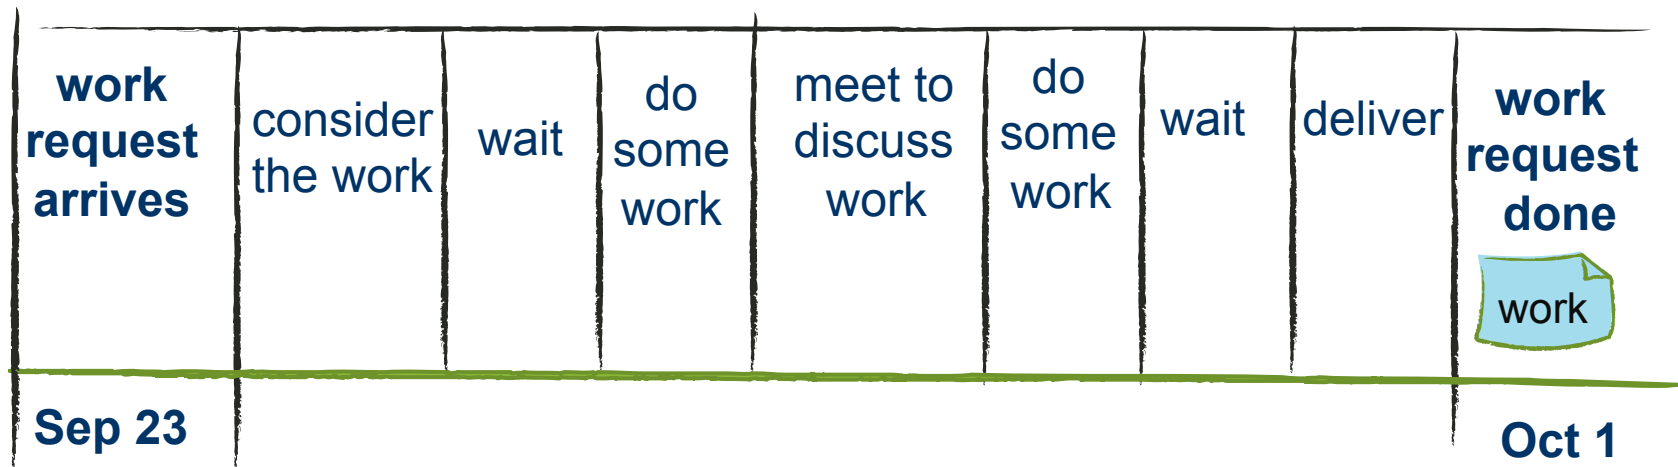 work
request
arrives
consider
the work
wait
do
some
work
meet to
discuss
work
do
some
work
wait
deliver
work
request
done
work
Sep 23
Oct 1